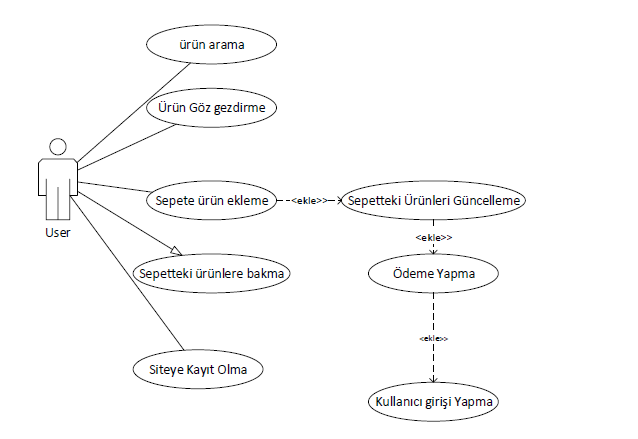 ürün arama
Ürün Göz gezdirme
User
Sepete ürün ekleme
<ekle>>
Sepetteki Ürünleri Güncelleme
<ekle>>
Sepetteki ürünlere bakma
Ödeme Yapma
<ekle>>
Siteye Kayıt Olma
Kullanıcı girişi Yapma